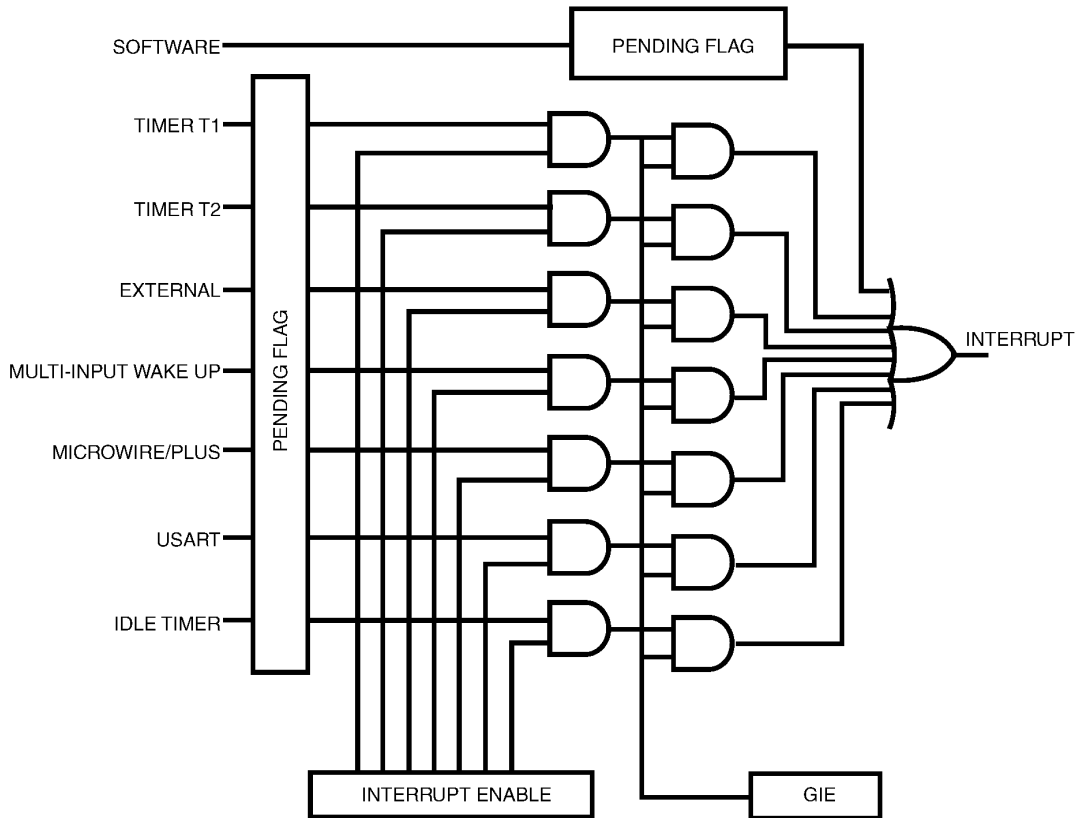 SOFTWARE
PENDING FLAG
TIMER T1
TIMER T2
EXTERNAL
MULTI-INPUT WAKE UP
MICROWIRE/PLUS
USART
IDLE TIMER
PENDING FLAG
INTERRUPT
INTERRUPT ENABLE
GIE